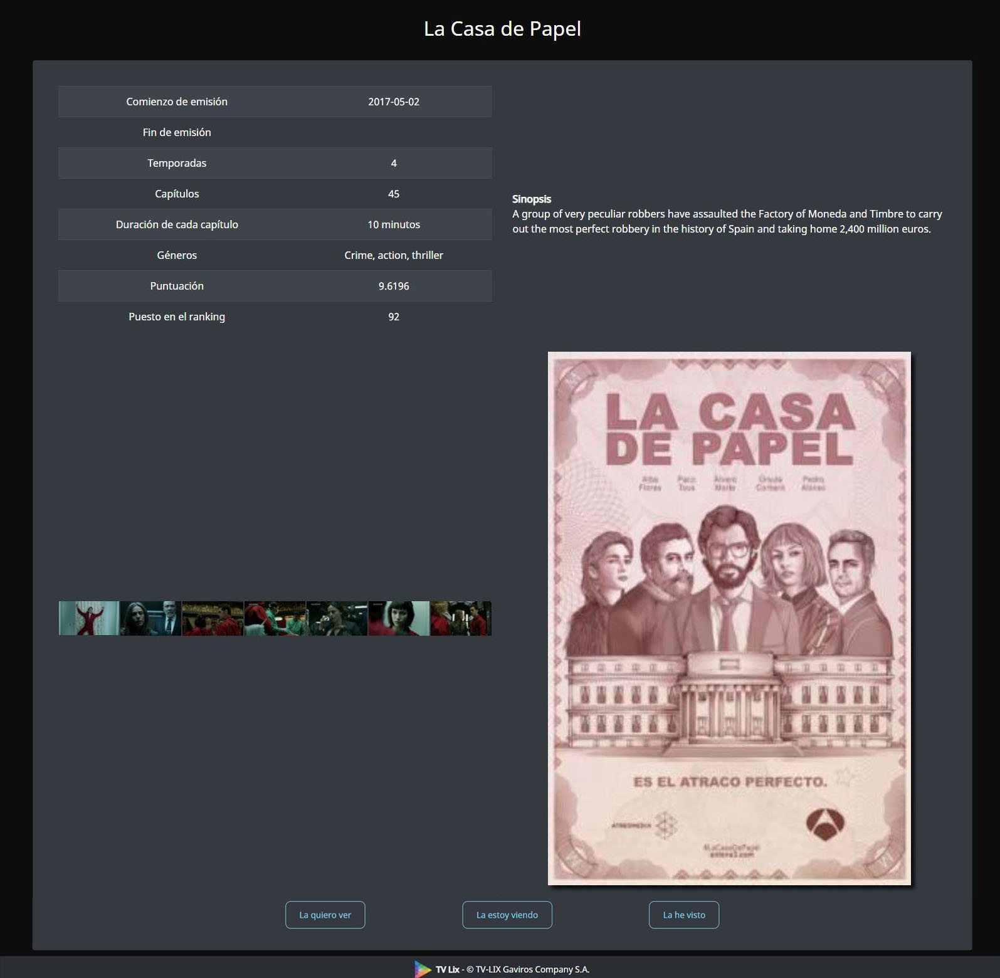 La Casa de Papel
Comienzo de emisión 2017-05-02
Fin de emisión
Temporadas 4
Capítulos 45
Duración de cada capítulo 10 minutos
Géneros Crime, action, thriller
Puntuación 9.6196
Puesto en el ranking 92
Sinopsis
A group of very peculiar robbers have assaulted the Factory of Moneda and Timbre to carry
out the most perfect robbery in the history of Spain and taking home 2,400 million euros.
LA CASA
DE PAPEL
Alba Paco Álvaro Úrsula Pedro
Flores Tous Morte Corberó Alonso
ES EL ATRACO PERFECTO.
ATRESMEDIA
#LaCasaDePapel
antena3.com
La quiero ver La estoy viendo La he visto
TV Lix - © TV-LIX Gaviros Company S.A.